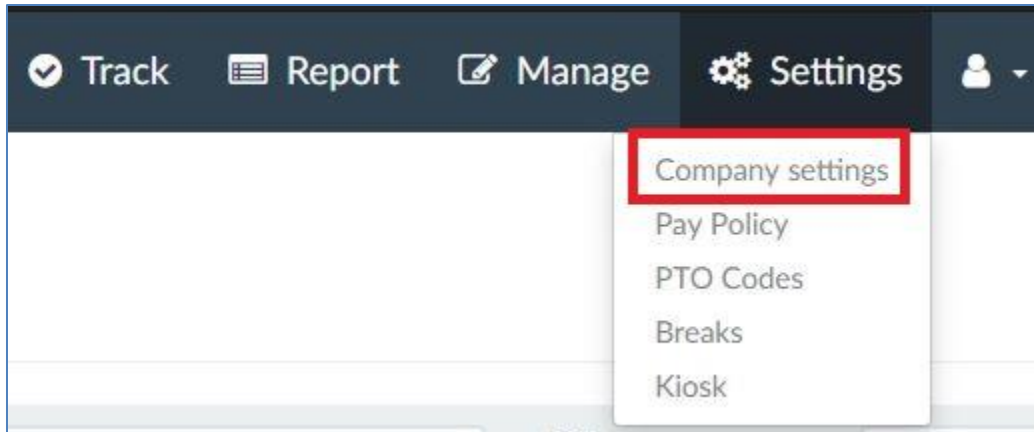 Track Report Manage Settings
Company settings
Pay Policy
PTO Codes
Breaks
Kiosk